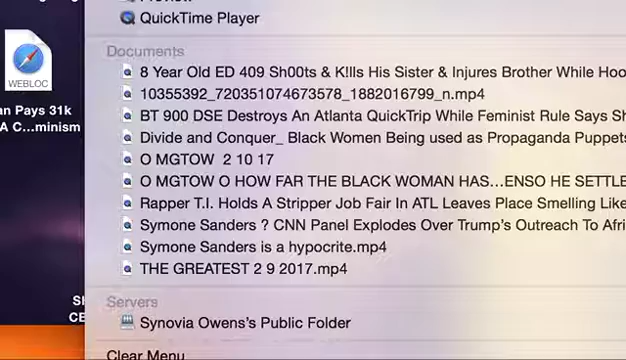 QuickTime Player
Documents
8 Year Old ED 409 Sh00ts & K!lls His Sister & Injures Brother While Hoo
10355392_720351074673578_1882016799_n.mp4
BT 900 DSE Destroys An Atlanta QuickTrip While Feminist Rule Says Sh
Divide and Conquer_ Black Women Being used as Propaganda Puppets
O MGTOW 2 10 17
O MGTOW O HOW FAR THE BLACK WOMAN HAS...ENSO HE SETTLE
Rapper T.I. Holds A Stripper Job Fair In ATL Leaves Place Smelling Like
Symone Sanders ? CNN Panel Explodes Over Trump's Outreach To Afri
Symone Sanders is a hypocrite.mp4
THE GREATEST 2 9 2017.mp4
Servers
Synovia Owens's Public Folder
Clear Menu
WEBLOC
an Pays 31k
A C...minism
SI
CE